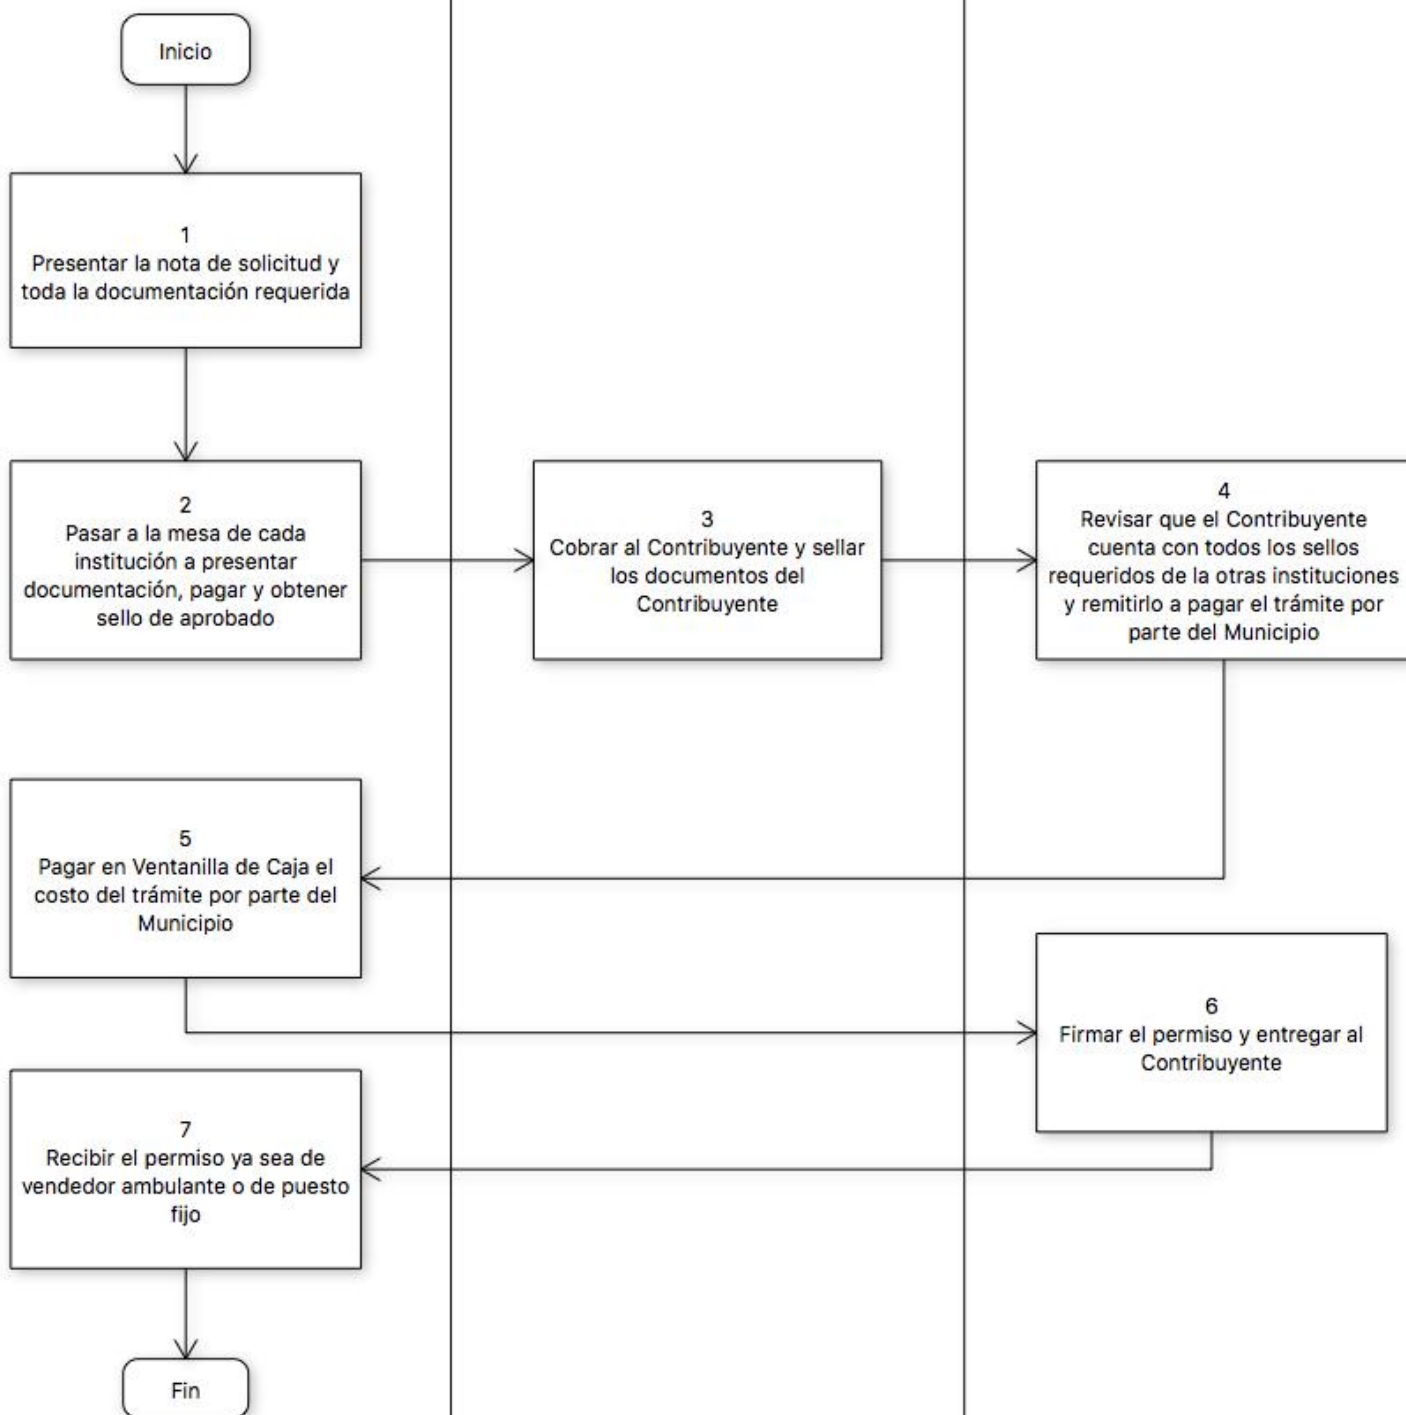 Inicio
1
Presentar la nota de solicitud y
toda la documentación requerida
2
Pasar a la mesa de cada
institución a presentar
documentación, pagar y obtener
sello de aprobado
3
Cobrar al Contribuyente y sellar
los documentos del
Contribuyente
4
Revisar que el Contribuyente
cuenta con todos los sellos
requeridos de la otras instituciones
y remitirlo a pagar el trámite por
parte del Municipio
5
Pagar en Ventanilla de Caja el
costo del trámite por parte del
Municipio
6
Firmar el permiso y entregar al
Contribuyente
7
Recibir el permiso ya sea de
vendedor ambulante o de puesto
fijo
Fin